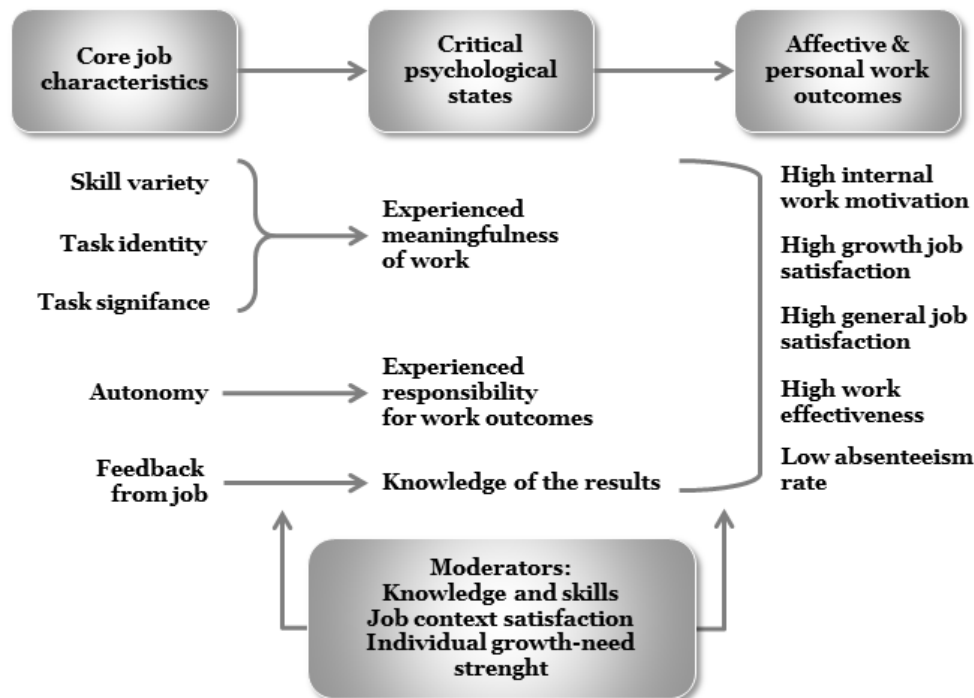 Core job
characteristics
Critical
psychological
states
Affective &
personal work
outcomes
Skill variety
Task identity
Task signifance
Experienced
meaningfulness
of work
Autonomy
Experienced
responsibility
for work outcomes
Feedback
from job
Knowledge of the results
High internal
work motivation
High growth job
satisfaction
High general job
satisfaction
High work
effectiveness
Low absenteeism
rate
Moderators:
Knowledge and skills
Job context satisfaction
Individual growth-need
strenght